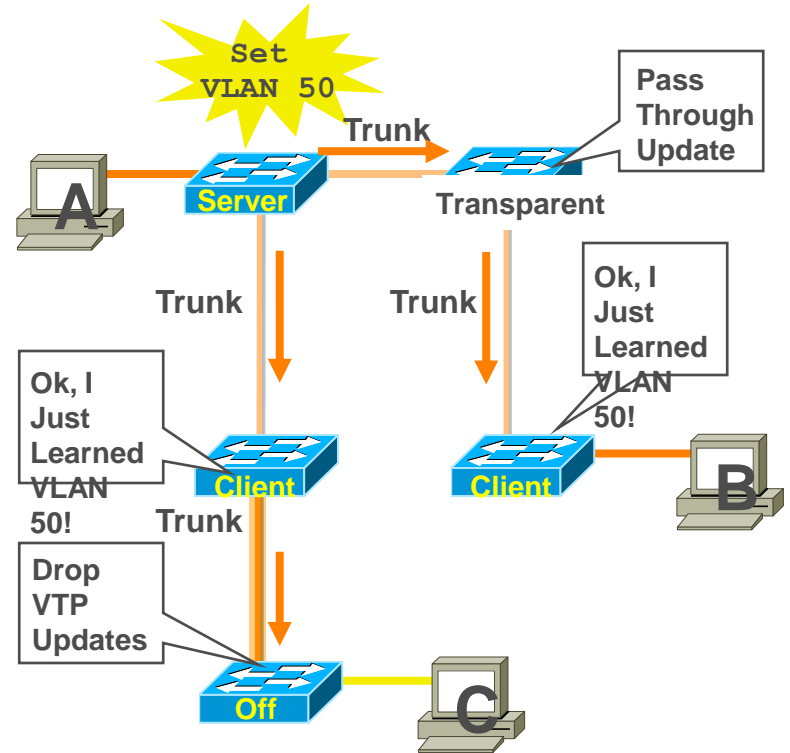 Set
VLAN 50
Pass
Through
Update
Trunk
A
Server
Transparent
Trunk
Trunk
Ok, I
Just
Learned
VLAN
50!
Ok, I
Just
Learned
VLAN
50!
Client
Client
B
Trunk
Drop
VTP
Updates
Off
C